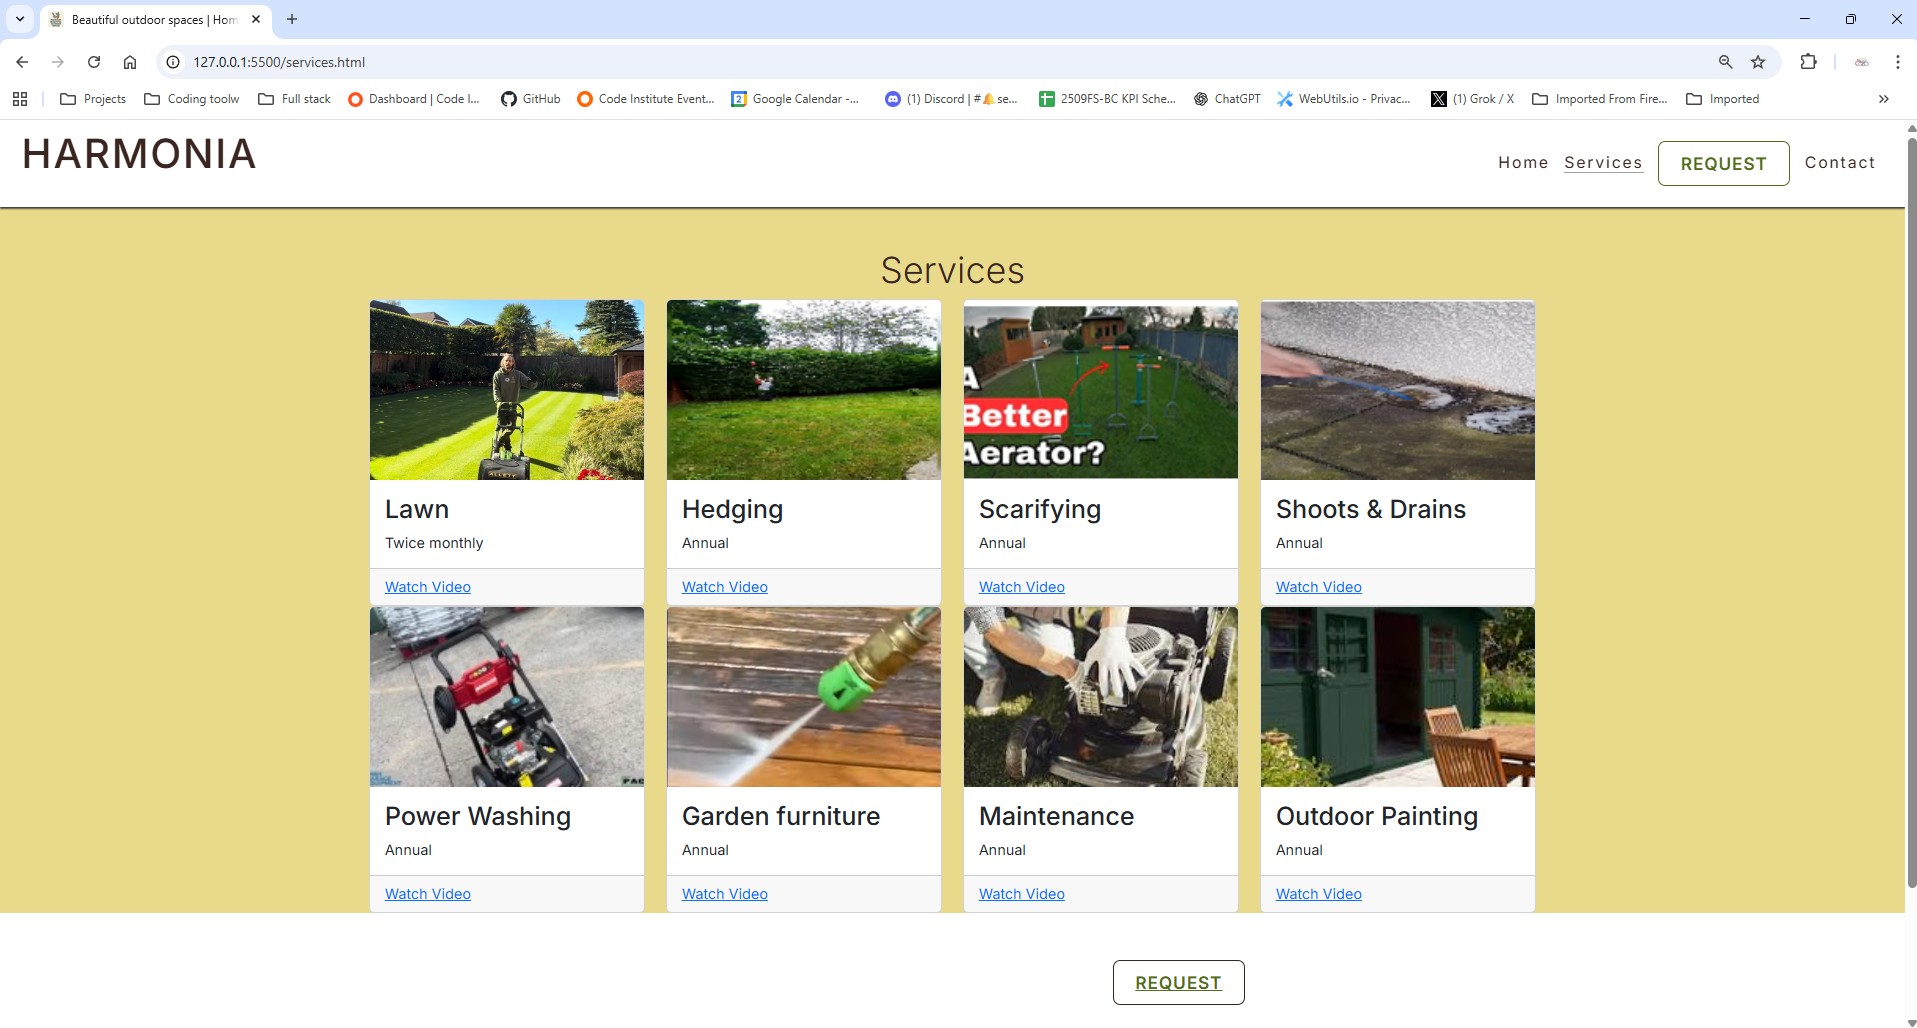 Beautiful outdoor spaces | Hom
127.0.0.1:5500/services.html
Projects
Coding toolw
Full stack
Dashboard | Code I...
GitHub
Code Institute Event...
2
Google Calendar -...
(1) Discord | #🔔se...
2509FS-BC KPI Sche...
ChatGPT
WebUtils.io - Privac...
(1) Grok / X
Imported From Fire...
Imported
HARMONIA
Home
Services
REQUEST
Contact
Services
A
Better
Aerator?
ALLETT
Lawn
Twice monthly
Watch Video
Hedging
Annual
Watch Video
Scarifying
Annual
Watch Video
Shoots & Drains
Annual
Watch Video
Power Washing
Annual
Watch Video
Garden furniture
Annual
Watch Video
Maintenance
Annual
Watch Video
Outdoor Painting
Annual
Watch Video
REQUEST